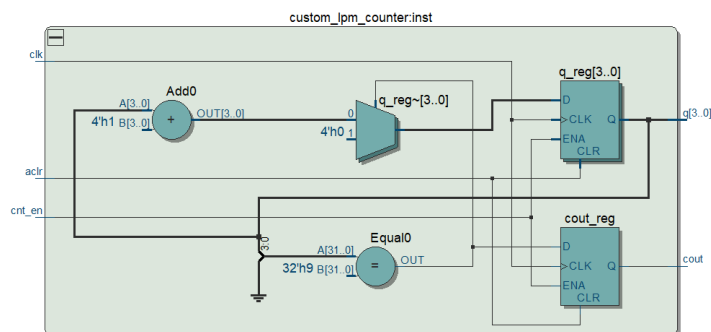 custom_lpm_counter:inst
clk
Add0
A[3..0]
4'h1 B[3..0]
+
OUT[3..0]
q_reg~[3..0]
0
4'h0 1
q_reg[3..0]
D
>CLK Q
ENA
CLR
q[3..0]
aclr
cnt_en
3:0
Equal0
A[31..0]
32'h9 B[31..0]
=
OUT
cout_reg
D
>CLK Q
ENA
CLR
cout